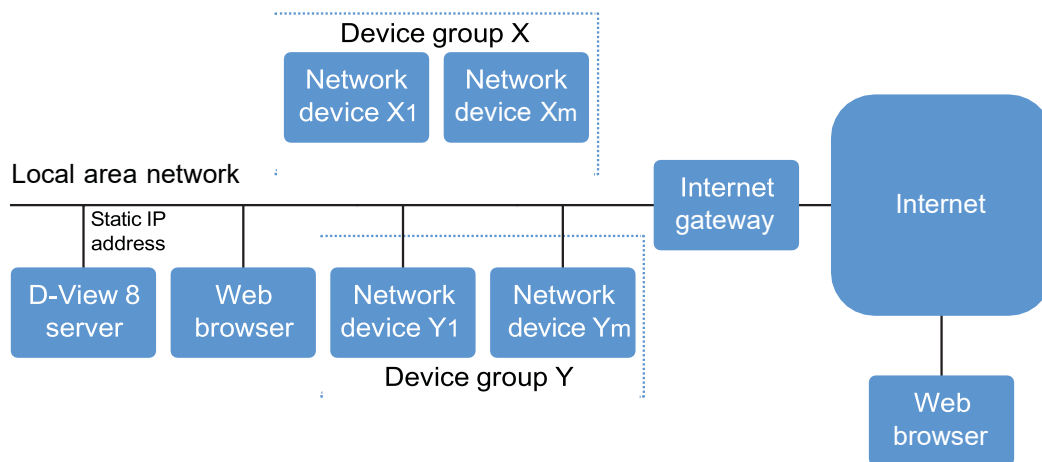 Device group X
Network
device X1
Network
device Xm
Local area network
Internet
gateway
Internet
Static IP
address
D-View 8
server
Web
browser
Network
device Y1
Network
device Ym
Device group Y
Web
browser